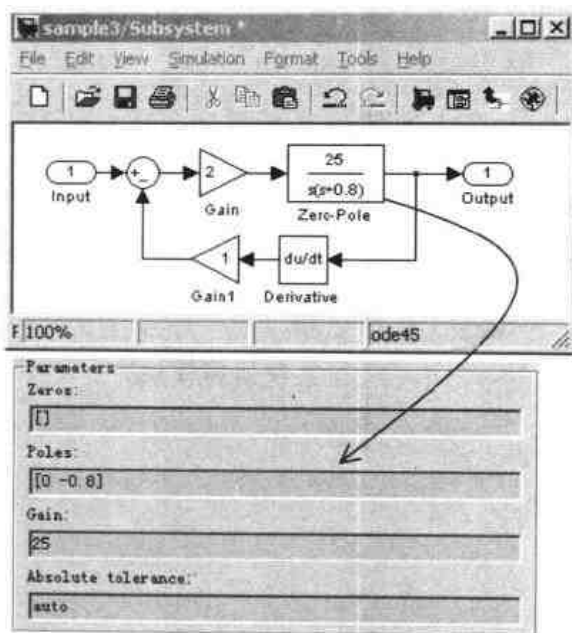 sample3/Subsystem *
File Edit View Simulation Format Tools Help
+-
1
Input
2
Gain
25
s(s+0.8)
Zero-Pole
1
Output
1
Gain1
du/dt
Derivative
F 100%
ode45
Parameters
Zeros:
[]
Poles:
[0 -0.8]
Gain:
25
Absolute tolerance:
auto